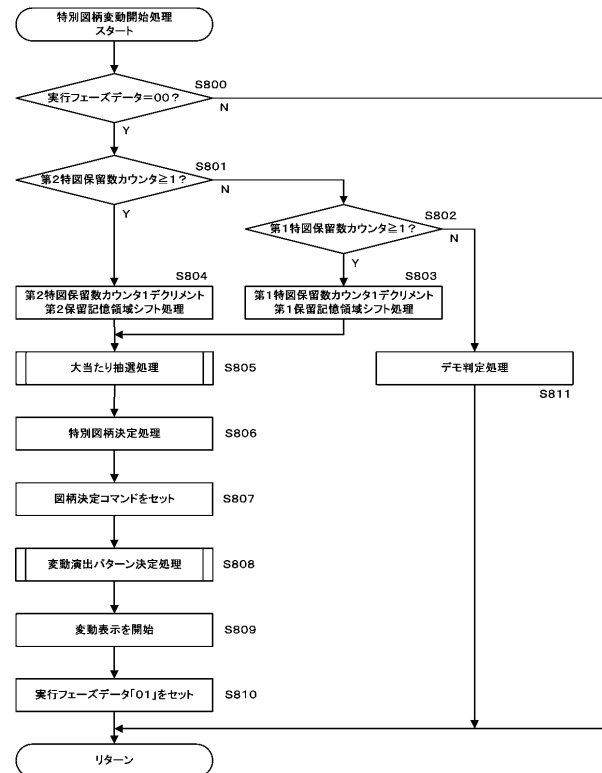 特別図柄変動開始処理
スタート
S800
実行フェーズデータ=00?
N
Y
S801
第2特図保留数カウンタ≧1?
N
Y
S802
第1特図保留数カウンタ≧1?
N
Y
S804
第2特図保留数カウンタ1デクリメント
第2保留記憶領域シフト処理
S803
第1特図保留数カウンタ1デクリメント
第1保留記憶領域シフト処理
大当たり抽選処理
S805
デモ判定処理
S811
特別図柄決定処理
S806
図柄決定コマンドをセット
S807
変動演出パターン決定処理
S808
変動表示を開始
S809
実行フェーズデータ「01」をセット
S810
リターン